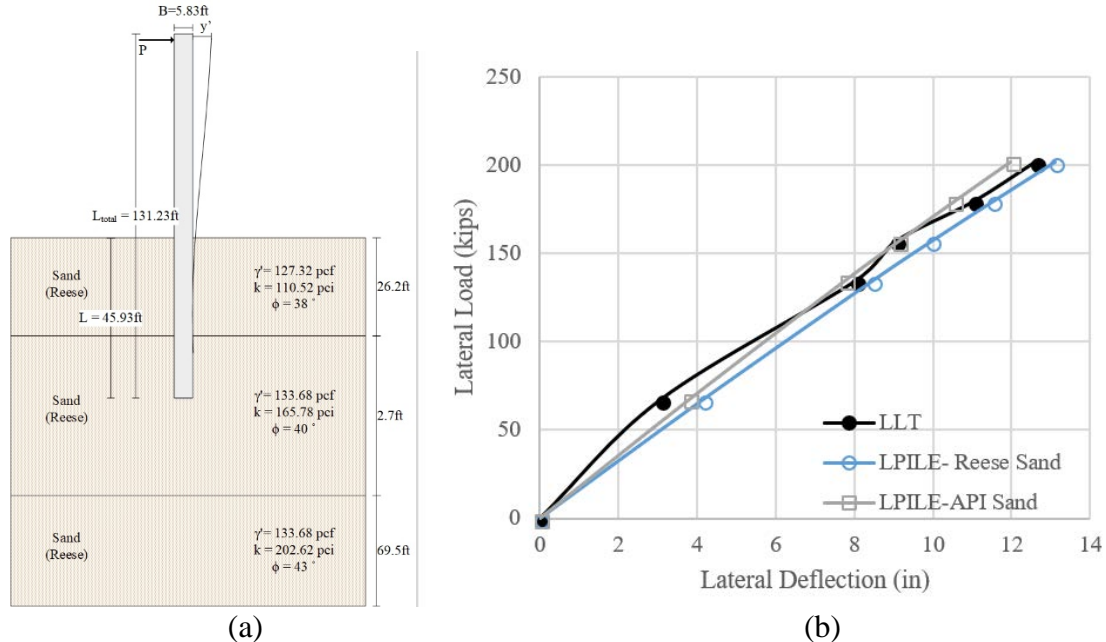 B=5.83ft
y'
P
L total = 131.23ft
Sand
(Reese)
γ'= 127.32 pcf
k = 110.52 pci
ϕ = 38 °
26.2ft
L = 45.93ft
Sand
(Reese)
γ'= 133.68 pcf
k = 165.78 pci
ϕ = 40 °
2.7ft
Sand
(Reese)
γ'= 133.68 pcf
k = 202.62 pci
ϕ = 43 °
69.5ft
(a)
250
200
150
100
50
0
Lateral Load (kips)
LLT
LPILE- Reese Sand
LPILE-API Sand
0 2 4 6 8 10 12 14
Lateral Deflection (in)
(b)